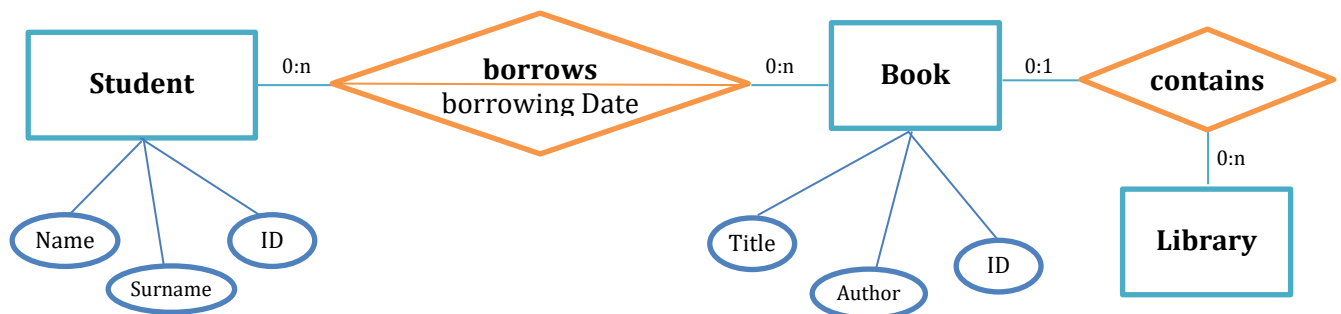 Student
0:n
borrows
borrowing Date
0:n
Book
0:1
contains
0:n
Library
Name
Surname
ID
Title
Author
ID